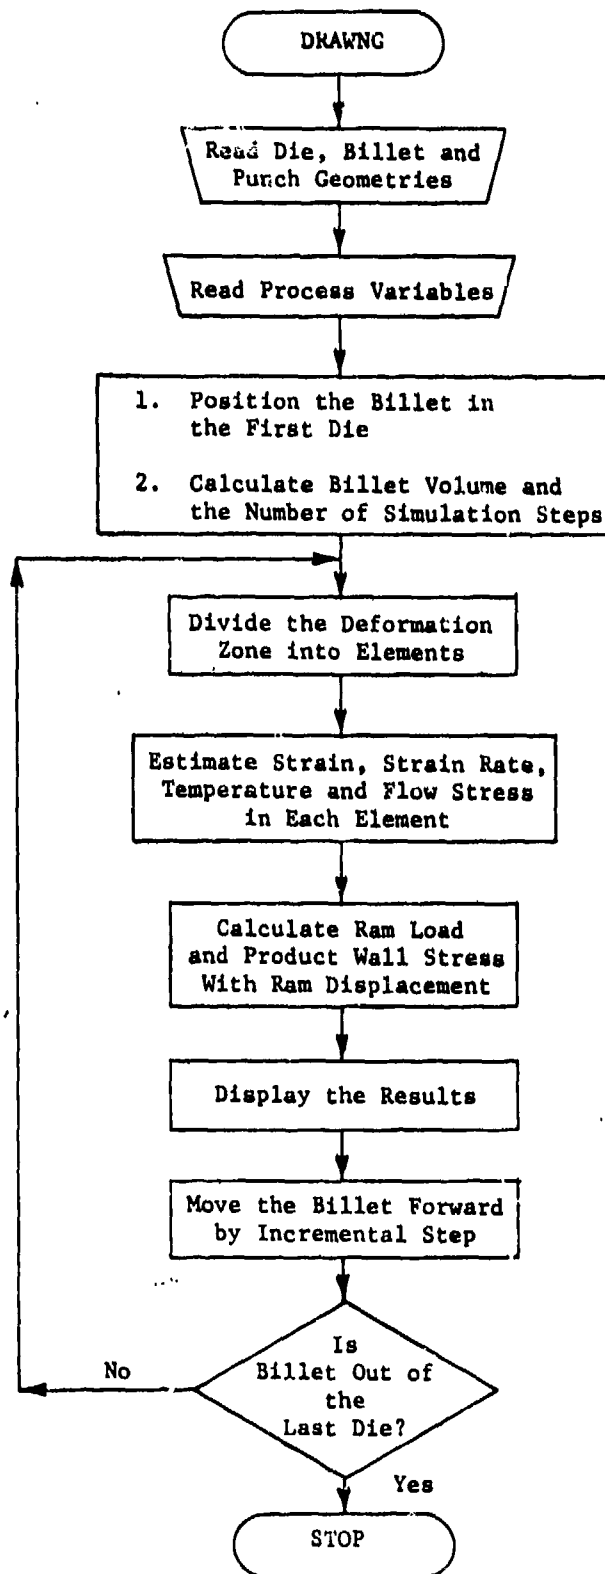 DRAWNG
Read Die, Billet and
Punch Geometries
Read Process Variables
1. Position the Billet in
the First Die
2. Calculate Billet Volume and
the Number of Simulation Steps
Divide the Deformation
Zone into Elements
Estimate Strain, Strain Rate,
Temperature and Flow Stress
in Each Element
Calculate Ram Load
and Product Wall Stress
With Ram Displacement
Display the Results
Move the Billet Forward
by Incremental Step
Is
Billet Out of
the
Last Die?
No
Yes
STOP